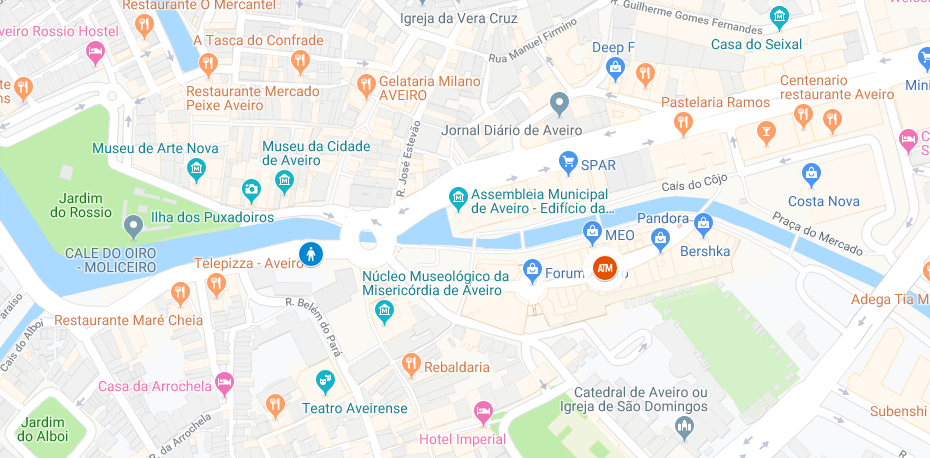 Restaurante O Mercantel
Igreja da Vera Cruz
R. Guilherme Gomes Fernandes
Aveiro Rossio Hostel
A Tasca do Confrade
Rua Manuel Firmino
Deep F
Casa do Seixal
Gelataria Milano
AVEIRO
Restaurante Mercado
Peixe Aveiro
Centenario
restaurante Aveiro
Mini
Pastelaria Ramos
Jornal Diário de Aveiro
R. José Estevão
Museu de Arte Nova
Museu da Cidade
de Aveiro
SPAR
Cais do Côjo
Jardim
do Rossio
Ilha dos Puxadoiros
Assembleia Municipal
de Aveiro - Edifício da...
Costa Nova
Pandora
Praça do Mercado
MEO
Bershka
CALE DO OIRO
- MOLICEIRO
Telepizza - Aveiro
Núcleo Museológico da
Misericórdia de Aveiro
Forum
ATM
Adega Tia M
R. Belém do Pará
Restaurante Maré Cheia
Cais do Alboi
Rebaldaria
Casa da Arrochela
Teatro Aveirense
Catedral de Aveiro ou
Igreja de São Domingos
Subenshi
Jardim
do Alboi
R. da Arrochela
Hotel Imperial